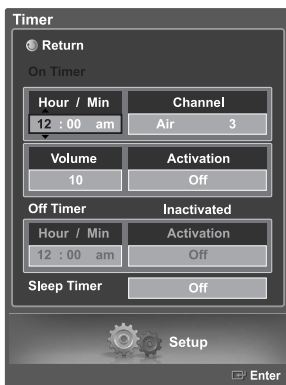 Timer
Return
On Timer
Hour / Min Channel
12 : 00 am Air 3
Volume Activation
10 Off
Off Timer Inactivated
Hour / Min Activation
12 : 00 am Off
Sleep Timer Off
Setup
Enter